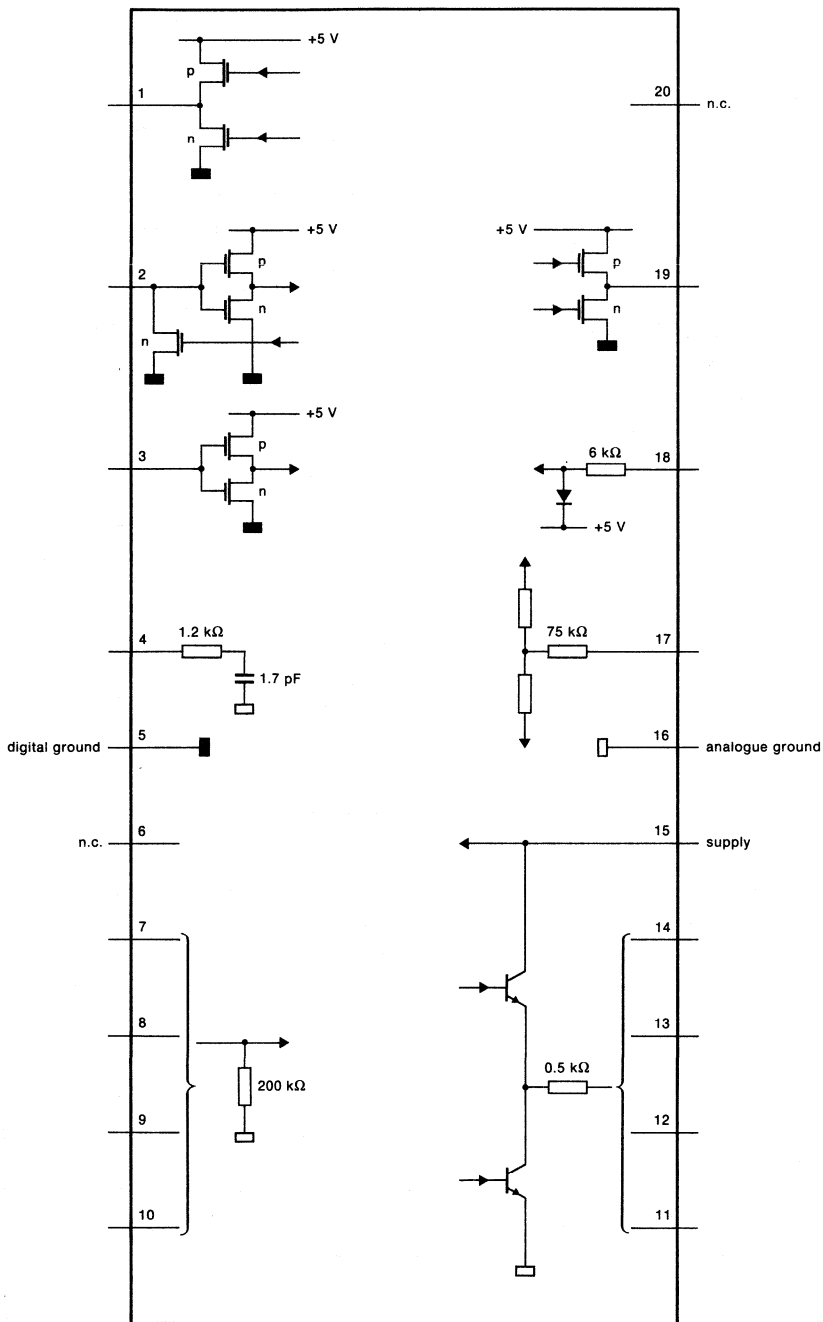 +5 V
p
1
n
20
n.c.
+5 V
p
2
n
n
+5 V
p
19
n
+5 V
p
3
n
6 kΩ
18
+5 V
1.2 kΩ
4
1.7 pF
75 kΩ
17
digital ground
5
16
analogue ground
n.c.
6
15
supply
7
14
8
13
200 kΩ
0.5 kΩ
9
12
10
11